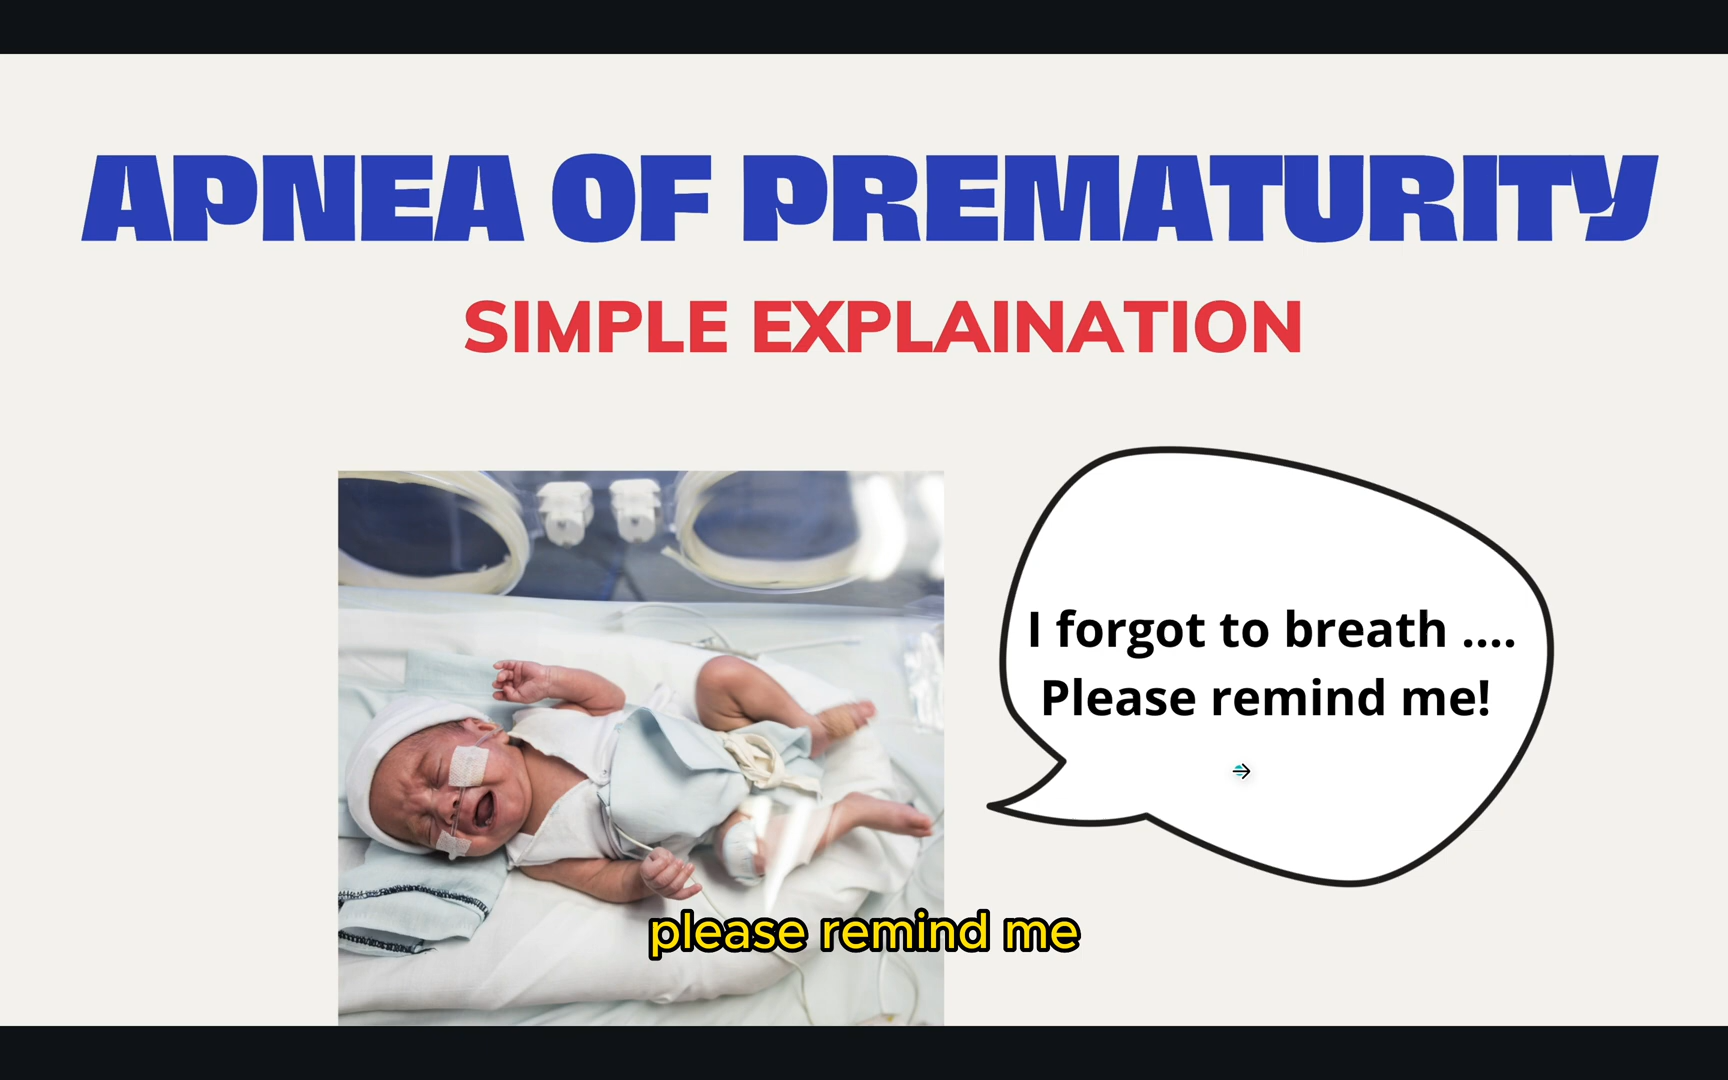 APNEA OF PREMATURITY
SIMPLE EXPLAINATION
I forgot to breath ....
Please remind me!
please remind me